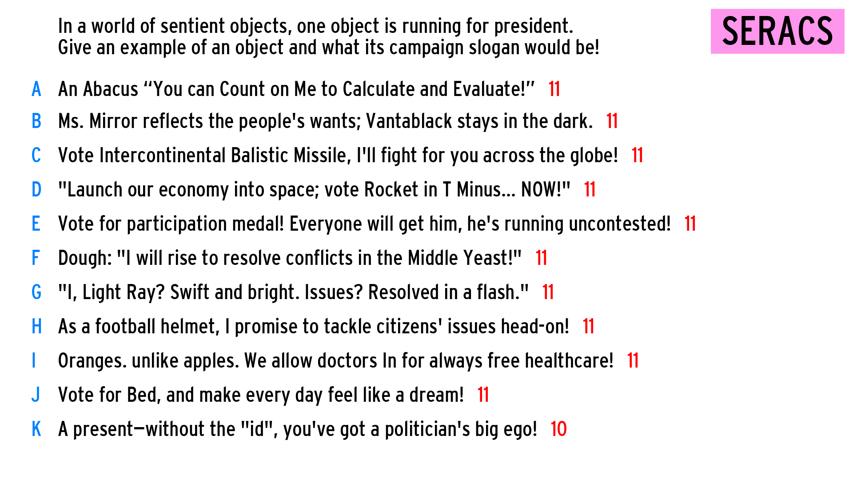 In a world of sentient objects, one object is running for president.
Give an example of an object and what its campaign slogan would be!
SERACS
A An Abacus “You can Count on Me to Calculate and Evaluate!” 11
B Ms. Mirror reflects the people's wants; Vantablack stays in the dark. 11
C Vote Intercontinental Balistic Missile, I'll fight for you across the globe! 11
D "Launch our economy into space; vote Rocket in T Minus... NOW!" 11
E Vote for participation medal! Everyone will get him, he's running uncontested! 11
F Dough: "I will rise to resolve conflicts in the Middle Yeast!" 11
G "I, Light Ray? Swift and bright. Issues? Resolved in a flash." 11
H As a football helmet, I promise to tackle citizens' issues head-on! 11
I Oranges. unlike apples. We allow doctors In for always free healthcare! 11
J Vote for Bed, and make every day feel like a dream! 11
K A present—without the "id", you've got a politician's big ego! 10